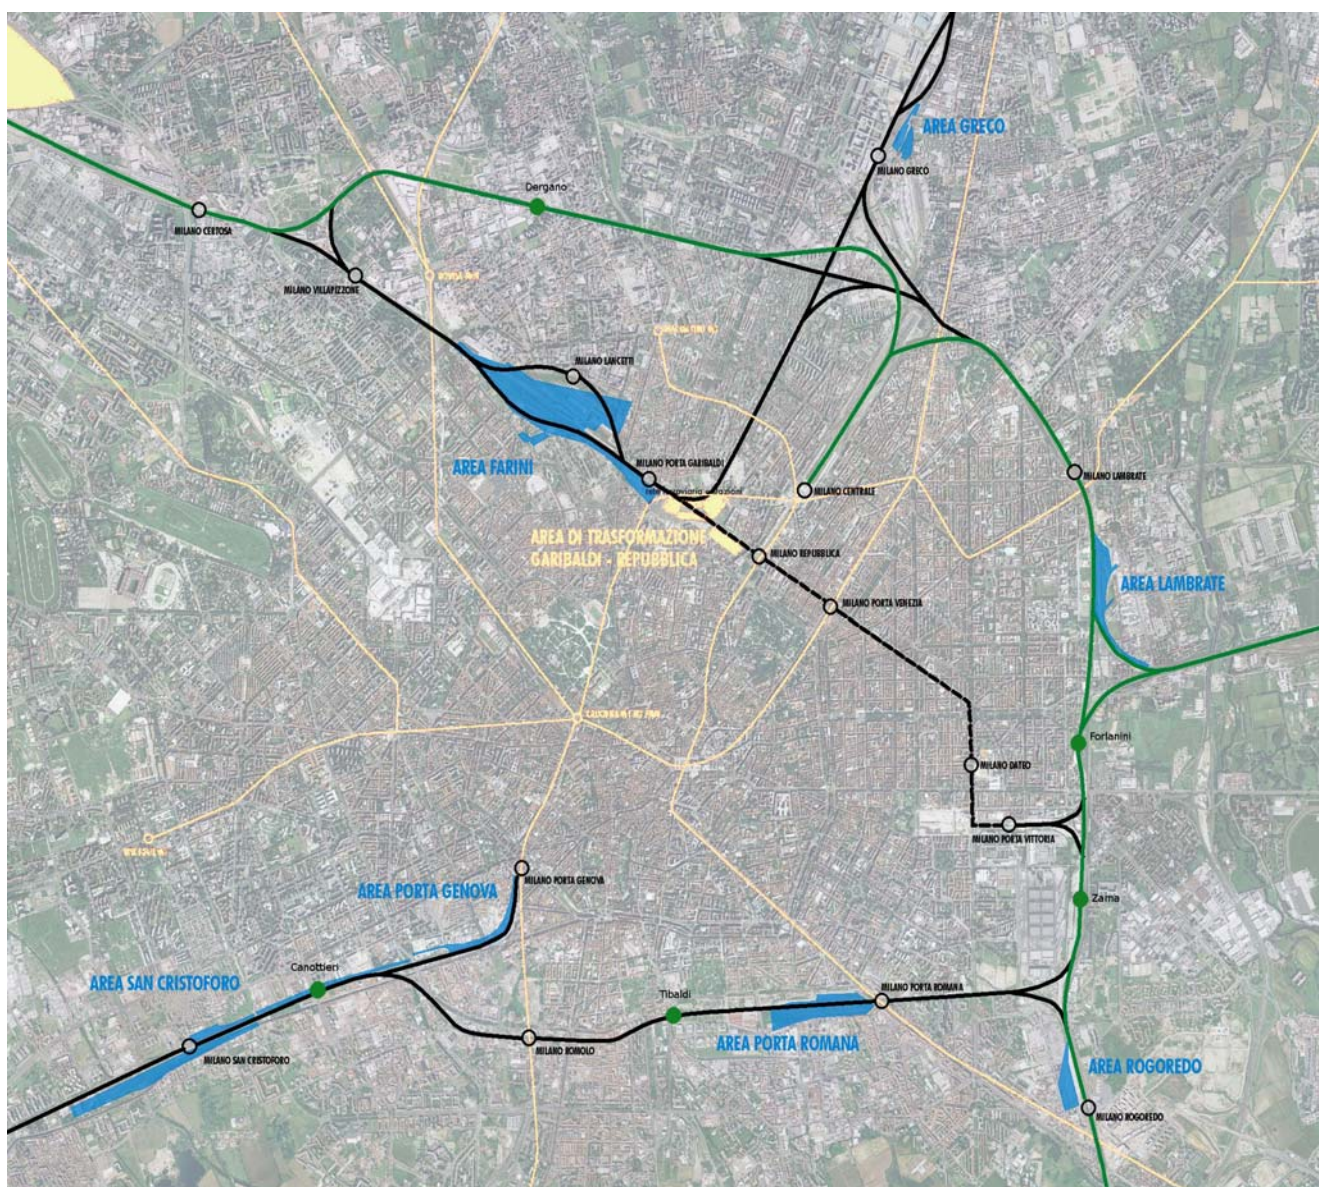 AREA GRECO
MILANO GRECO
Dergano
MILANO CERTOSA
MILANO VILLAPIZZONE
MILANO LANCETTI
AREA FARINI
MILANO PORTA GARIBALDI
MILANO CENTRALE
MILANO LAMBRATE
AREA DI TRASFORMAZIONE
GARIBALDI - REPUBBLICA
MILANO REPUBBLICA
AREA LAMBRATE
MILANO PORTA VENEZIA
Forlanini
MILANO DATEO
MILANO PORTA VITTORIA
AREA PORTA GENOVA
MILANO PORTA GENOVA
Zama
Canottieri
AREA SAN CRISTOFORO
Tibaldi
MILANO PORTA ROMANA
MILANO SAN CRISTOFORO
MILANO ROMOLO
AREA PORTA ROMANA
AREA ROGOREDO
MILANO ROGOREDO